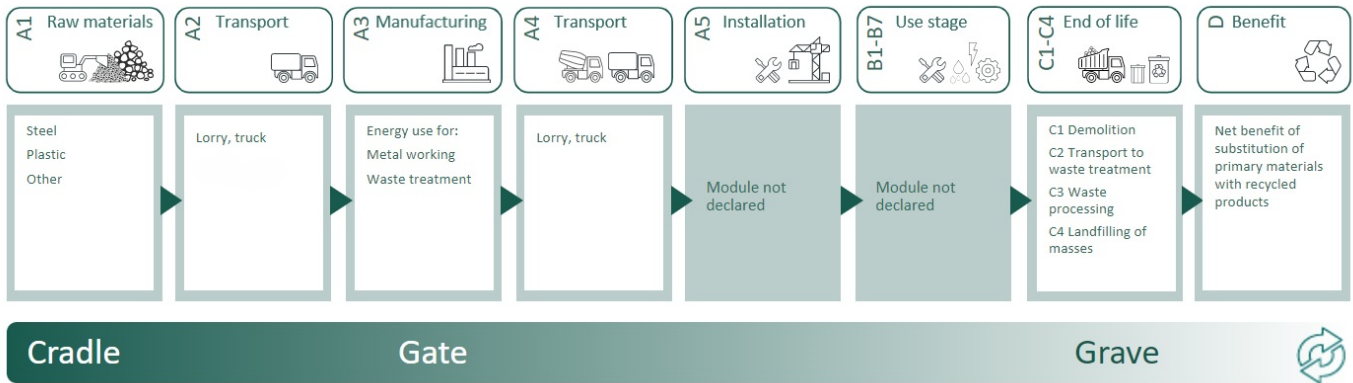 A1 Raw materials
A2 Transport
A3 Manufacturing
A4 Transport
A5 Installation
B1-B7 Use stage
C1-C4 End of life
D Benefit
Steel
Plastic
Other
Lorry, truck
Energy use for:
Metal working
Waste treatment
Lorry, truck
Module not
declared
Module not
declared
C1 Demolition
C2 Transport to
waste treatment
C3 Waste
processing
C4 Landfilling of
masses
Net benefit of
substitution of
primary materials
with recycled
products
Cradle
Gate
Grave